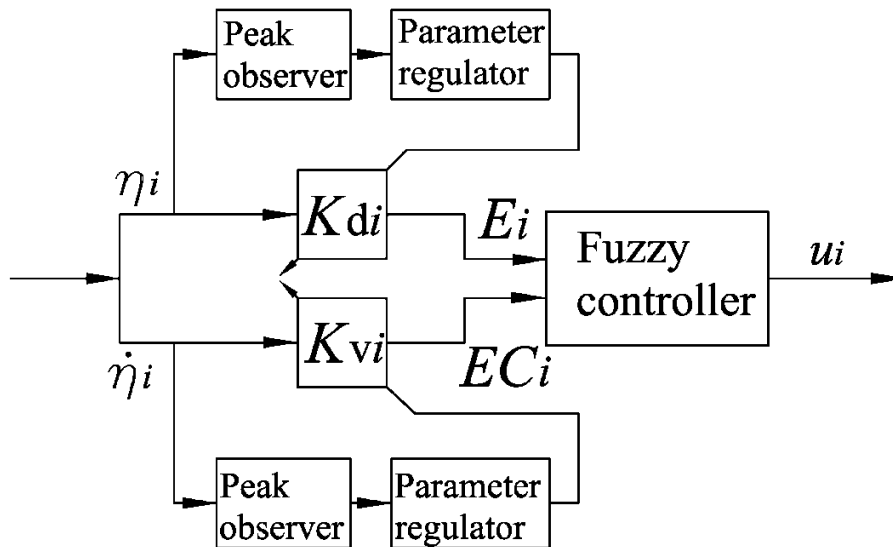 Peak
observer
Parameter
regulator
ηi
Kdi
Ei
Fuzzy
controller
ui
η̇i
Kvi
ECi
Peak
observer
Parameter
regulator